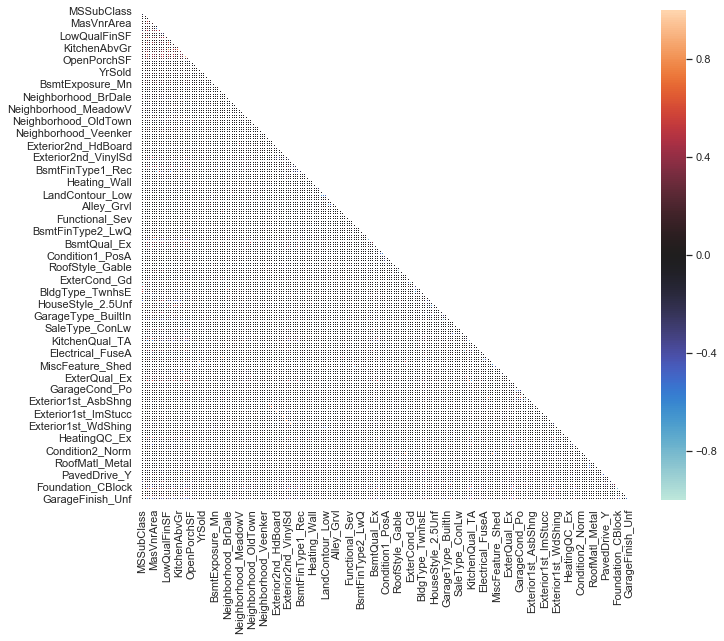 MSSubClass
MasVnrArea
LowQualFinSF
KitchenAbvGr
OpenPorchSF
YrSold
BsmtExposure_Mn
Neighborhood_BrDale
Neighborhood_MeadowV
Neighborhood_OldTown
Neighborhood_Veenker
Exterior2nd_HdBoard
Exterior2nd_VinylSd
BsmtFinType1_Rec
Heating_Wall
LandContour_Low
Alley_Grvl
Functional_Sev
BsmtFinType2_LwQ
BsmtQual_Ex
Condition1_PosA
RoofStyle_Gable
ExterCond_Gd
BldgType_TwnhsE
HouseStyle_2.5Unf
GarageType_BuiltIn
SaleType_ConLw
KitchenQual_TA
Electrical_FuseA
MiscFeature_Shed
ExterQual_Ex
GarageCond_Po
Exterior1st_AsbShng
Exterior1st_ImStucc
Exterior1st_WdShing
HeatingQC_Ex
Condition2_Norm
RoofMatl_Metal
PavedDrive_Y
Foundation_CBlock
GarageFinish_Unf
MSSubClass
MasVnrArea
LowQualFinSF
KitchenAbvGr
OpenPorchSF
YrSold
BsmtExposure_Mn
Neighborhood_BrDale
Neighborhood_MeadowV
Neighborhood_OldTown
Neighborhood_Veenker
Exterior2nd_HdBoard
Exterior2nd_VinylSd
BsmtFinType1_Rec
Heating_Wall
LandContour_Low
Alley_Grvl
Functional_Sev
BsmtFinType2_LwQ
BsmtQual_Ex
Condition1_PosA
RoofStyle_Gable
ExterCond_Gd
BldgType_TwnhsE
HouseStyle_2.5Unf
GarageType_BuiltIn
SaleType_ConLw
KitchenQual_TA
Electrical_FuseA
MiscFeature_Shed
ExterQual_Ex
GarageCond_Po
Exterior1st_AsbShng
Exterior1st_ImStucc
Exterior1st_WdShing
HeatingQC_Ex
Condition2_Norm
RoofMatl_Metal
PavedDrive_Y
Foundation_CBlock
GarageFinish_Unf
0.8
0.4
0.0
−0.4
−0.8